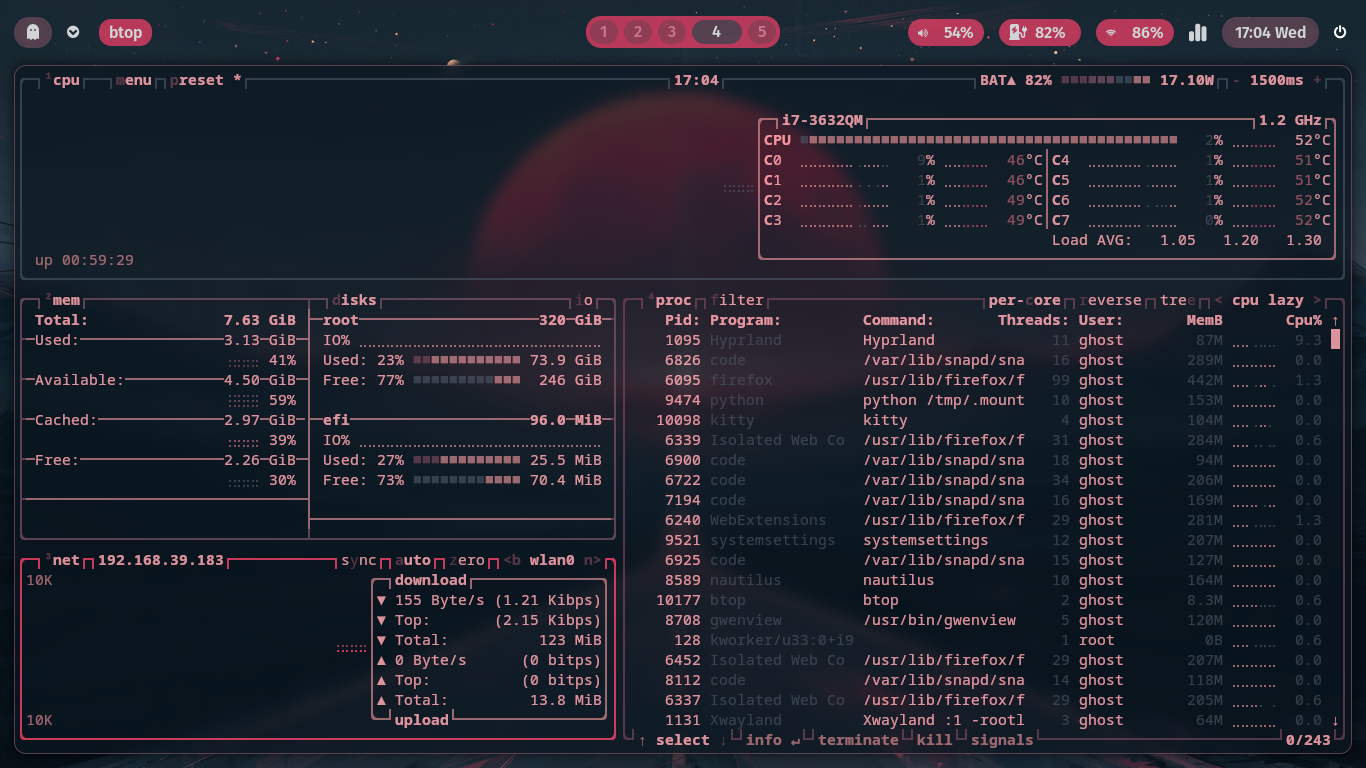 btop 1 2 3 4 5 54% 82% 86% 17:04 Wed
¹cpu menu preset * 17:04 BAT▲ 82% 17.10W - 1500ms +
i7-3632QM 1.2 GHz
CPU 2% 52°C
C0 9% 46°C C4 1% 51°C
C1 1% 46°C C5 1% 51°C
C2 1% 49°C C6 1% 52°C
C3 1% 49°C C7 0% 52°C
Load AVG: 1.05 1.20 1.30
up 00:59:29
²mem disks io
Total: 7.63 GiB
Used: 3.13 GiB
41%
Available: 4.50 GiB
59%
Cached: 2.97 GiB
39%
Free: 2.26 GiB
30%
root 320 GiB
IO%
Used: 23% 73.9 GiB
Free: 77% 246 GiB
efi 96.0 MiB
IO%
Used: 27% 25.5 MiB
Free: 73% 70.4 MiB
³net 192.168.39.183 sync auto zero <b wlan0 n>
10K
download
▼ 155 Byte/s (1.21 Kibps)
▼ Top: (2.15 Kibps)
▼ Total: 123 MiB
▲ 0 Byte/s (0 bitps)
▲ Top: (0 bitps)
▲ Total: 13.8 MiB
upload
10K
⁴proc filter per-core reverse tree < cpu lazy >
Pid: Program: Command: Threads: User: MemB Cpu% ↑
1095 Hyprland Hyprland 11 ghost 87M 9.3
6826 code /var/lib/snapd/sna 16 ghost 289M 0.0
6095 firefox /usr/lib/firefox/f 99 ghost 442M 1.3
9474 python python /tmp/.mount 10 ghost 153M 0.0
10098 kitty kitty 4 ghost 104M 0.0
6339 Isolated Web Co /usr/lib/firefox/f 31 ghost 284M 0.6
6900 code /var/lib/snapd/sna 18 ghost 94M 0.0
6722 code /var/lib/snapd/sna 34 ghost 206M 0.0
7194 code /var/lib/snapd/sna 16 ghost 169M 0.0
6240 WebExtensions /usr/lib/firefox/f 29 ghost 281M 1.3
9521 systemsettings systemsettings 12 ghost 207M 0.0
6925 code /var/lib/snapd/sna 15 ghost 127M 0.0
8589 nautilus nautilus 10 ghost 164M 0.0
10177 btop btop 2 ghost 8.3M 0.6
8708 gwenview /usr/bin/gwenview 5 ghost 120M 0.0
128 kworker/u33:0+i9 1 root 0B 0.6
6452 Isolated Web Co /usr/lib/firefox/f 29 ghost 207M 0.0
8112 code /var/lib/snapd/sna 14 ghost 118M 0.0
6337 Isolated Web Co /usr/lib/firefox/f 29 ghost 205M 0.0
1131 Xwayland Xwayland :1 -rootl 3 ghost 64M 0.0 ↓
↑ select ↓ info ↵ terminate kill signals 0/243